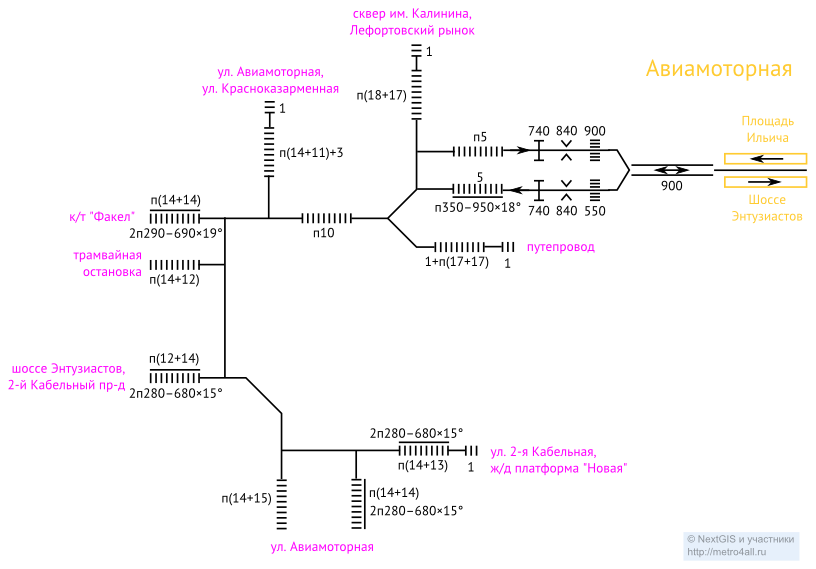 сквер им. Калинина,
Лефортовский рынок
1
Авиамоторная
ул. Авиамоторная,
ул. Красноказарменная
1
п(18+17)
Площадь
Ильича
п5
740
840
900
п(14+11)+3
5
900
п(14+14)
п350–950×18°
740
840
550
Шоссе
Энтузиастов
к/т "Факел"
2п290–690×19°
п10
трамвайная
остановка
п(14+12)
1+п(17+17)
1
путепровод
п(12+14)
шоссе Энтузиастов,
2-й Кабельный пр-д
2п280–680×15°
2п280–680×15°
п(14+13)
1
ул. 2-я Кабельная,
ж/д платформа "Новая"
п(14+15)
п(14+14)
2п280–680×15°
ул. Авиамоторная
© NextGIS и участники
http://metro4all.ru